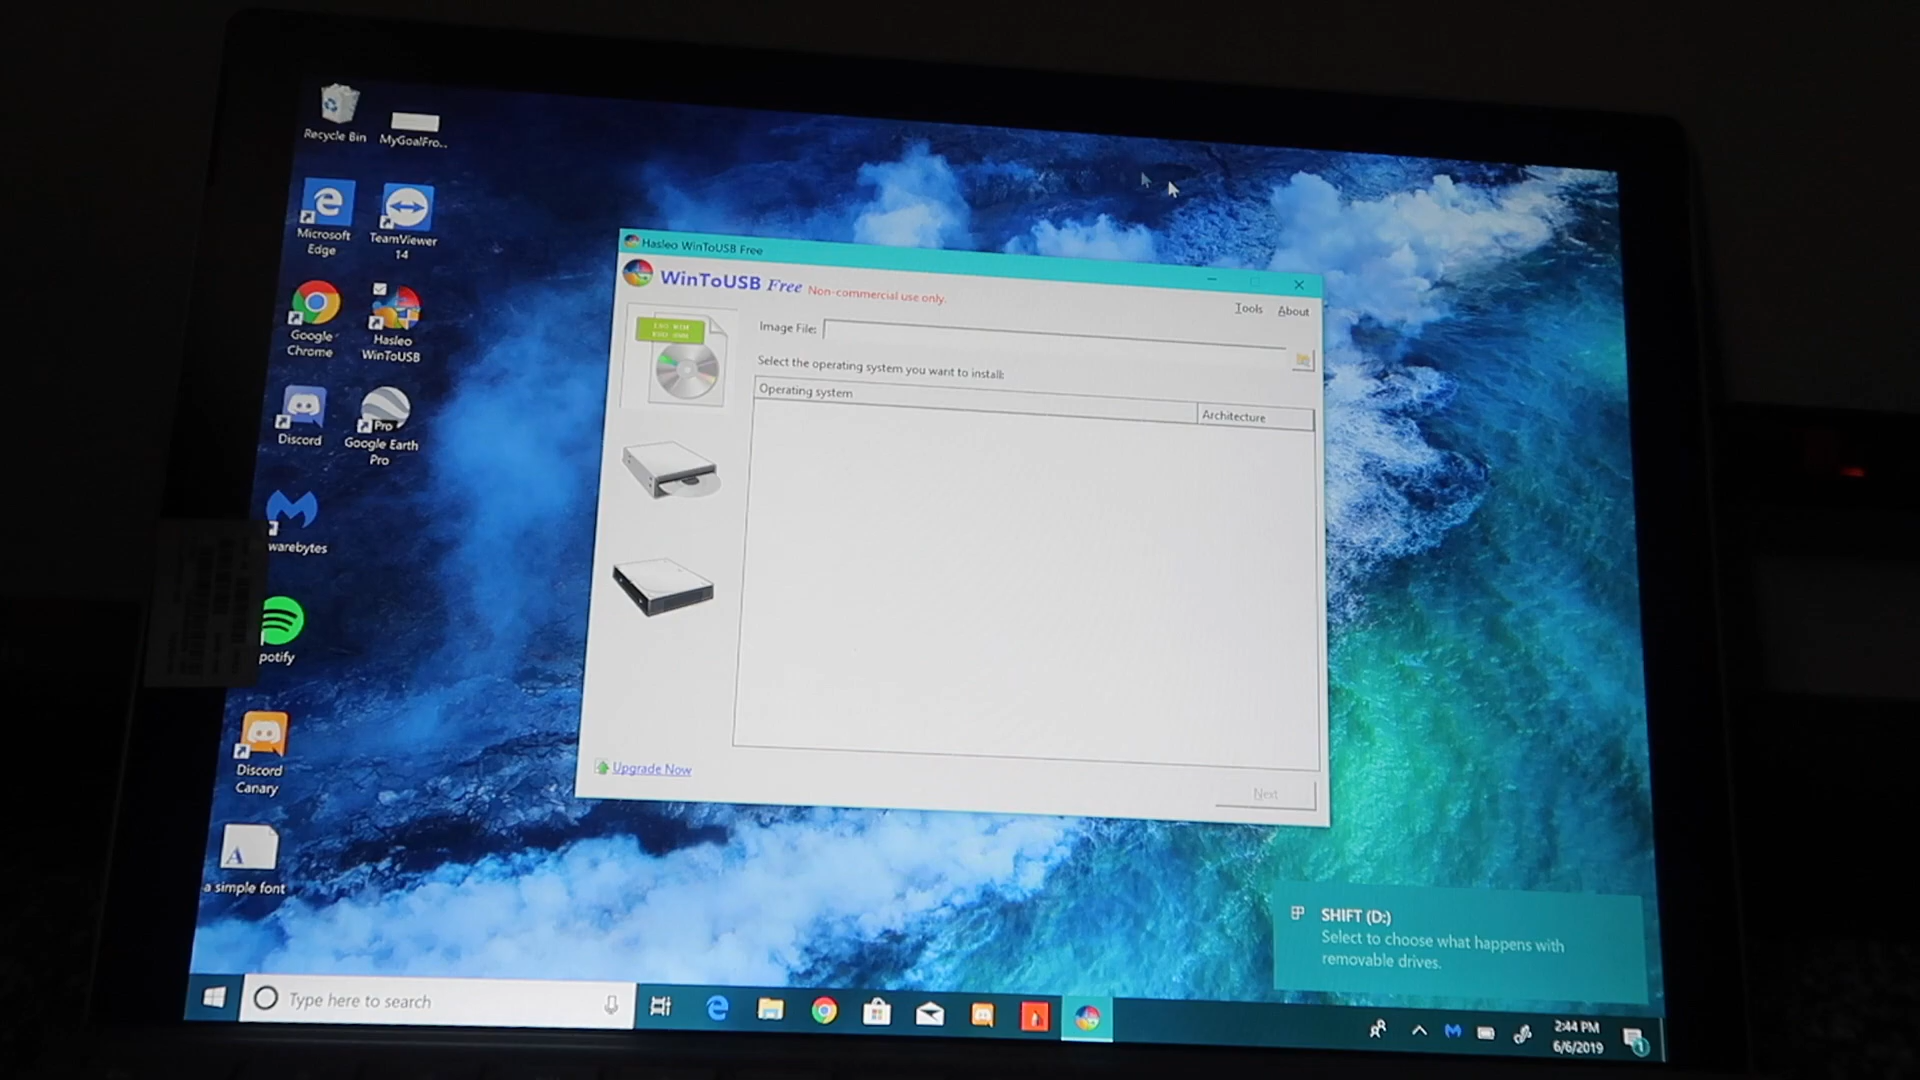 Recycle Bin
MyGoalFro...
Microsoft
Edge
TeamViewer
14
Google
Chrome
Hasleo
WinToUSB
Discord
Pro
Google Earth
Pro
warebytes
potify
Discord
Canary
A
a simple font
Hasleo WinToUSB Free
WinToUSB Free Non-commercial use only.
Tools About
Image File:
Select the operating system you want to install:
Operating system
Architecture
Upgrade Now
Next
SHIFT (D:)
Select to choose what happens with
removable drives.
Type here to search
2:44 PM
6/6/2019
1